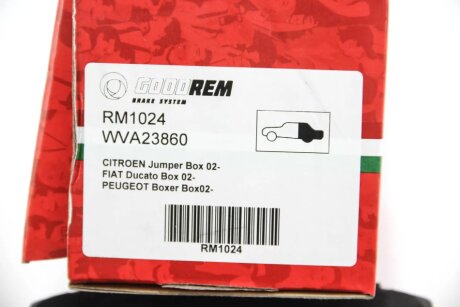 GOODREM
BRAKE SYSTEM
RM1024
WVA23860
CITROEN Jumper Box 02-
FIAT Ducato Box 02-
PEUGEOT Boxer Box02-
RM1024